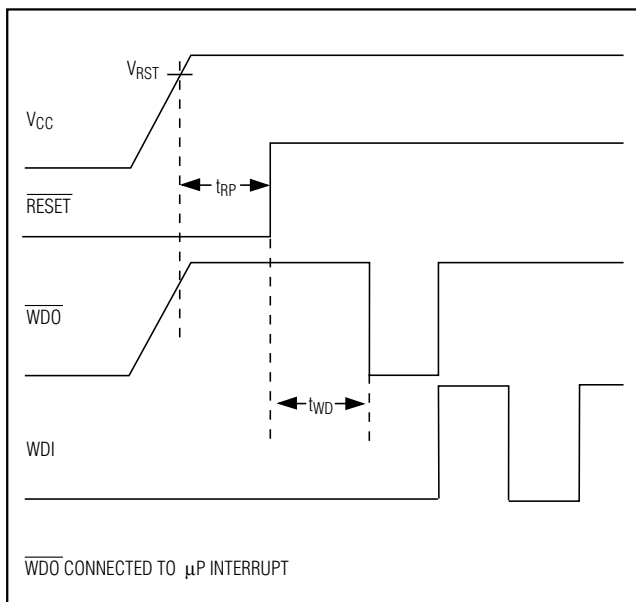 VRST
VCC
tRP
RESET
WDO
tWD
WDI
WDO CONNECTED TO µP INTERRUPT